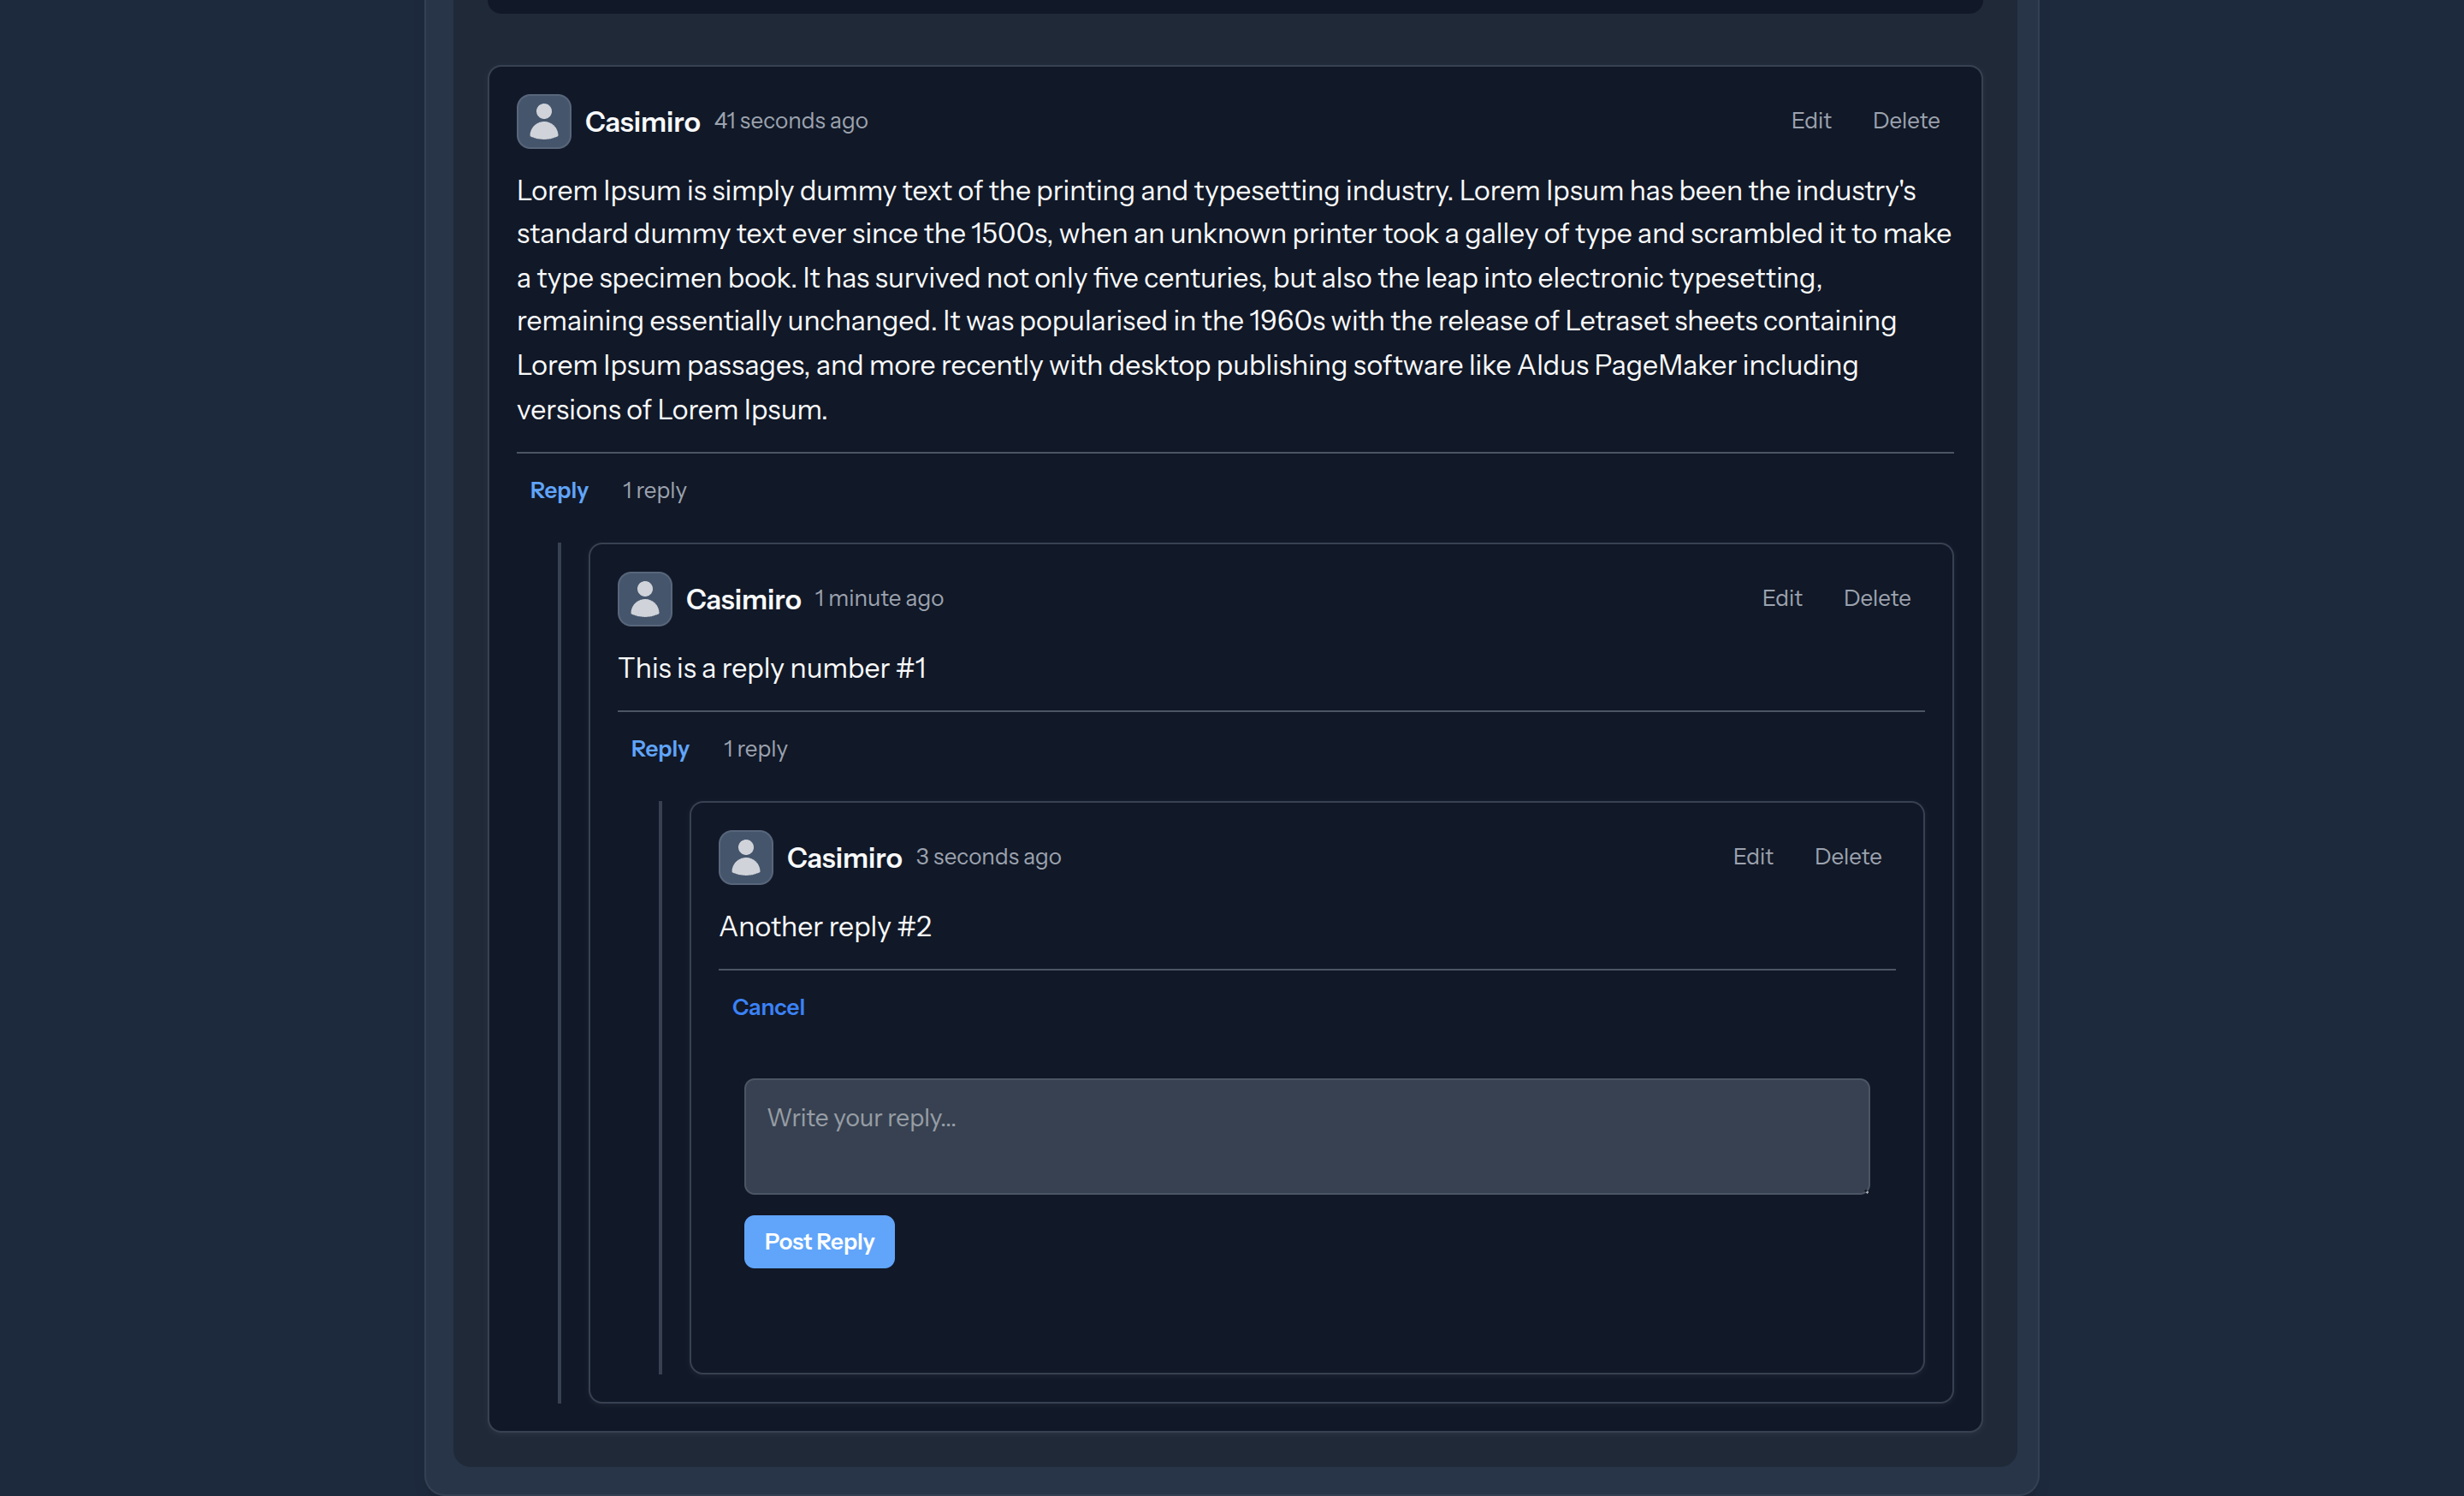 Casimiro 41 seconds ago Edit Delete
Lorem Ipsum is simply dummy text of the printing and typesetting industry. Lorem Ipsum has been the industry's
standard dummy text ever since the 1500s, when an unknown printer took a galley of type and scrambled it to make
a type specimen book. It has survived not only five centuries, but also the leap into electronic typesetting,
remaining essentially unchanged. It was popularised in the 1960s with the release of Letraset sheets containing
Lorem Ipsum passages, and more recently with desktop publishing software like Aldus PageMaker including
versions of Lorem Ipsum.
Reply 1 reply
Casimiro 1 minute ago Edit Delete
This is a reply number #1
Reply 1 reply
Casimiro 3 seconds ago Edit Delete
Another reply #2
Cancel
Write your reply...
Post Reply